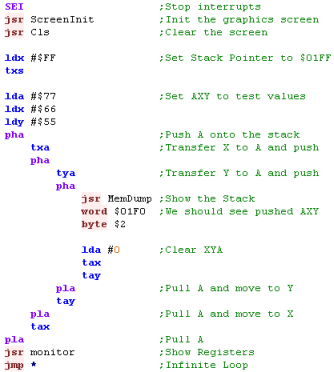 SEI ;Stop interrupts
jsr ScreenInit ;Init the graphics screen
jsr Cls ;Clear the screen
ldx #$FF ;Set Stack Pointer to $01FF
txs
lda #$77 ;Set AXY to test values
ldx #$66
ldy #$55
pha ;Push A onto the stack
txa ;Transfer X to A and push
pha
tya ;Transfer Y to A and push
pha
jsr MemDump ;Show the Stack
word $01F0 ;We should see pushed AXY
byte $2
lda #0 ;Clear XYA
tax
tay
pla ;Pull A and move to Y
tay
pla ;Pull A and move to X
tax
pla ;Pull A
jsr monitor ;Show Registers
jmp * ;Infinite Loop